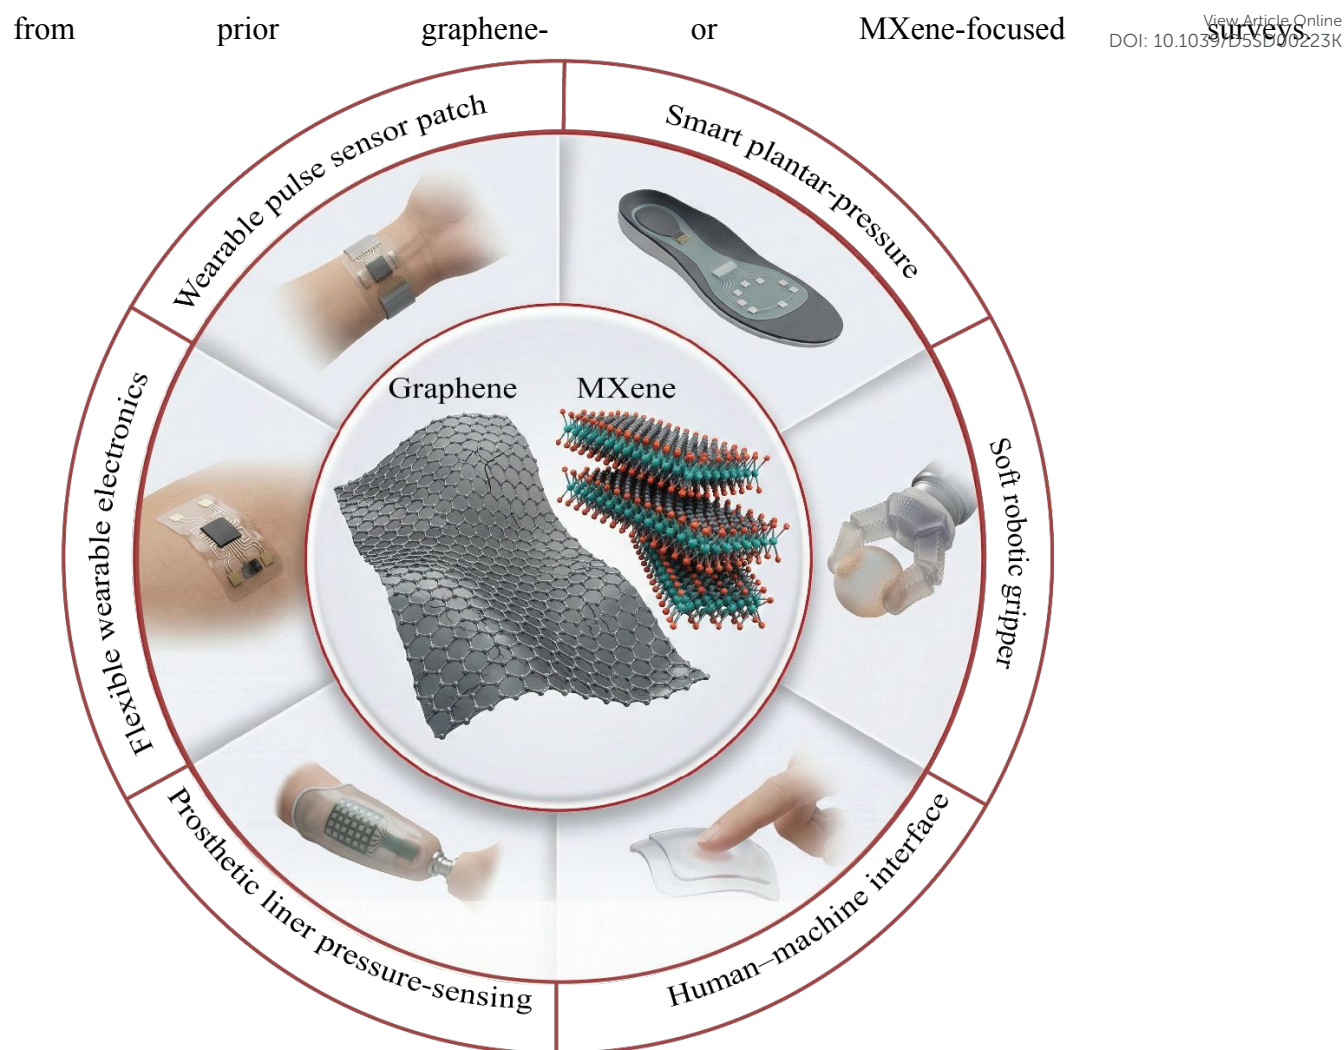 from prior graphene- or MXene-focused surveys.
View Article Online
DOI: 10.1039/D5SD00223K
Wearable pulse sensor patch
Smart plantar-pressure
Flexible wearable electronics
Graphene
MXene
Soft robotic gripper
Prosthetic liner pressure-sensing
Human–machine interface